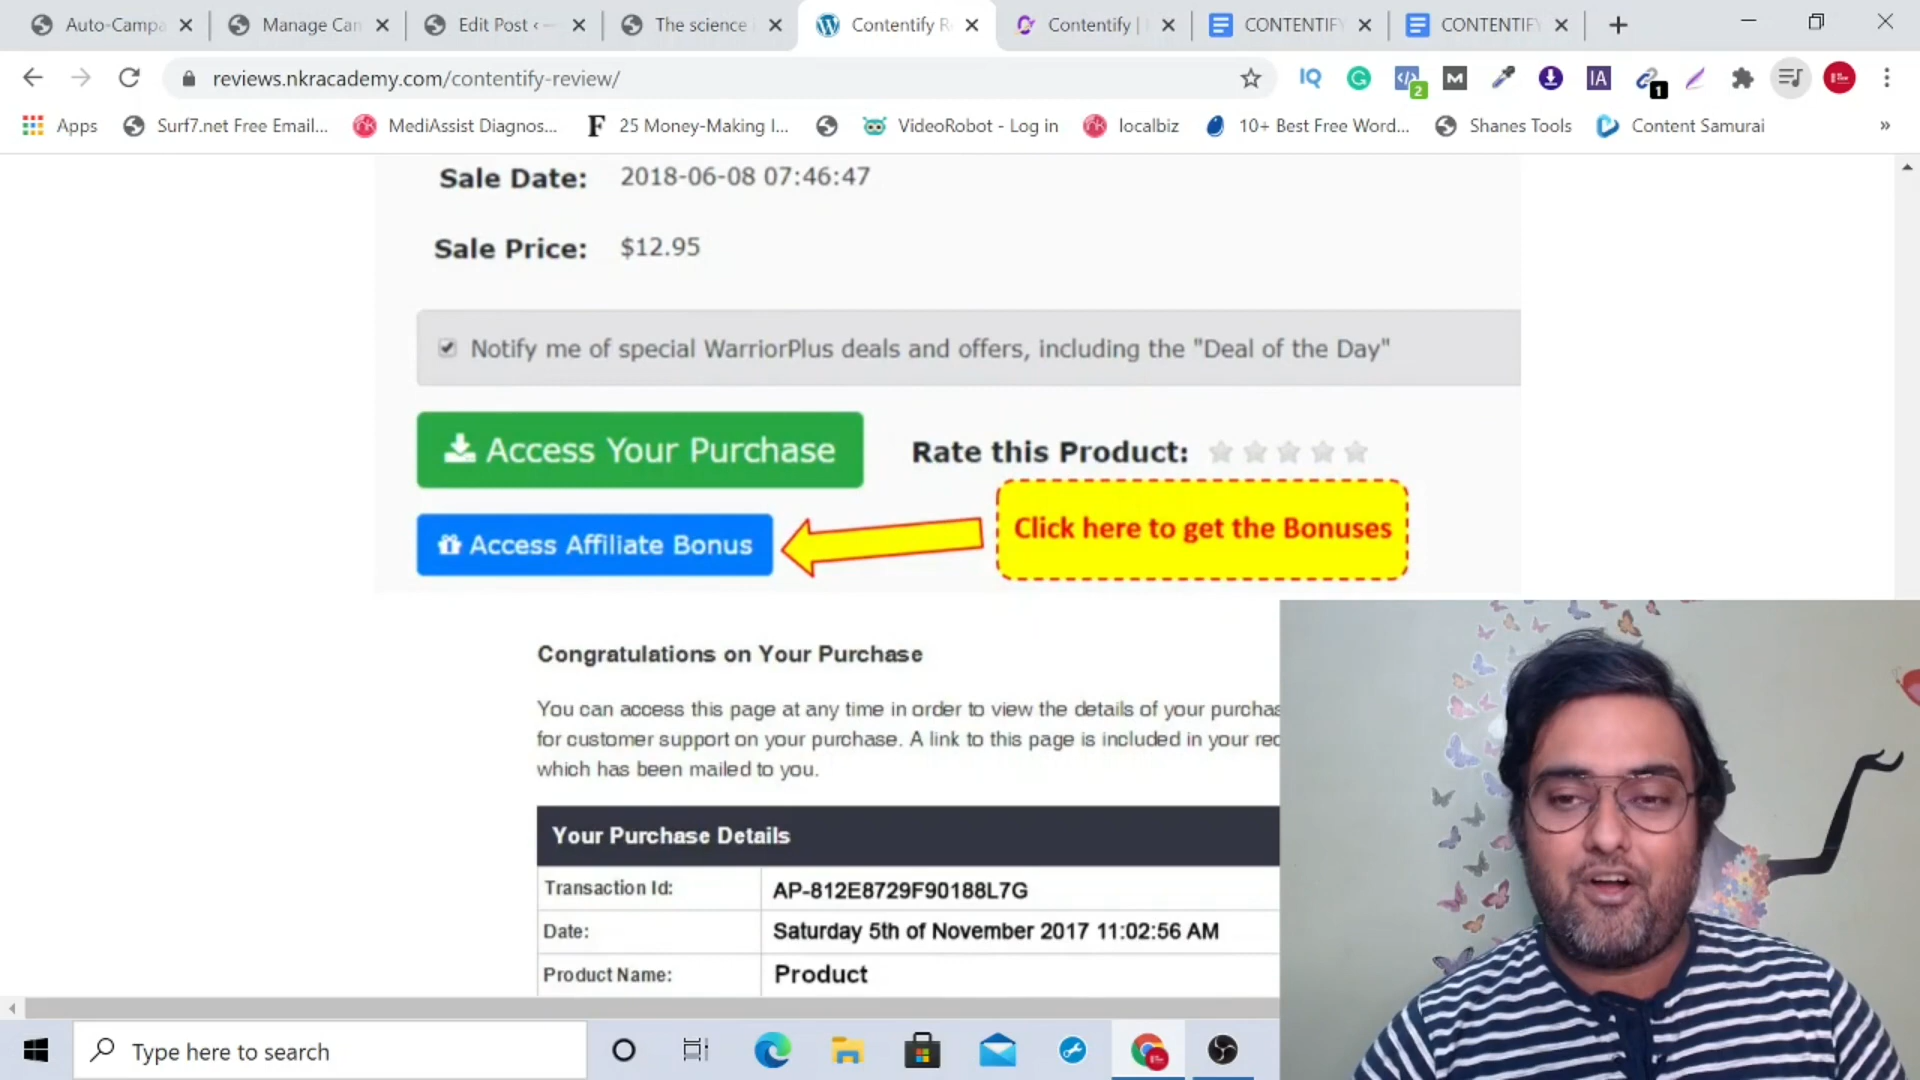 Auto-Campa
Manage Can
Edit Post ‹ —
The science
Contentify R
Contentify |
CONTENTIF
CONTENTIF
reviews.nkracademy.com/contentify-review/
IQ
2
M
IA
1
Apps
Surf7.net Free Email...
MediAssist Diagnos...
25 Money-Making I...
VideoRobot - Log in
localbiz
10+ Best Free Word...
Shanes Tools
Content Samurai
»
Sale Date: 2018-06-08 07:46:47
Sale Price: $12.95
Notify me of special WarriorPlus deals and offers, including the "Deal of the Day"
Access Your Purchase
Rate this Product:
Access Affiliate Bonus
Click here to get the Bonuses
Congratulations on Your Purchase
You can access this page at any time in order to view the details of your purchas
for customer support on your purchase. A link to this page is included in your rec
which has been mailed to you.
Your Purchase Details
Transaction Id: AP-812E8729F90188L7G
Date: Saturday 5th of November 2017 11:02:56 AM
Product Name: Product
Type here to search